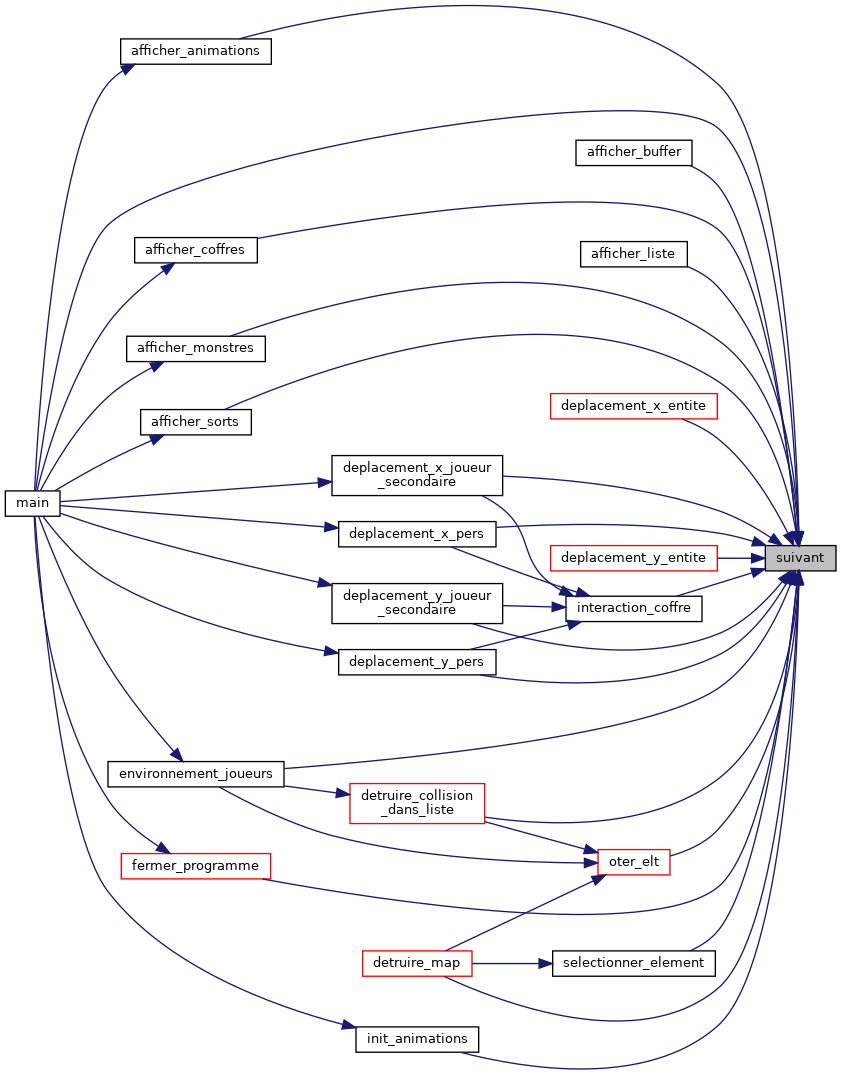 afficher_animations
afficher_buffer
afficher_coffres
afficher_liste
afficher_monstres
deplacement_x_entite
afficher_sorts
deplacement_x_joueur
_secondaire
main
deplacement_x_pers
suivant
deplacement_y_entite
deplacement_y_joueur
_secondaire
interaction_coffre
deplacement_y_pers
environnement_joueurs
detruire_collision
_dans_liste
fermer_programme
oter_elt
detruire_map
selectionner_element
init_animations